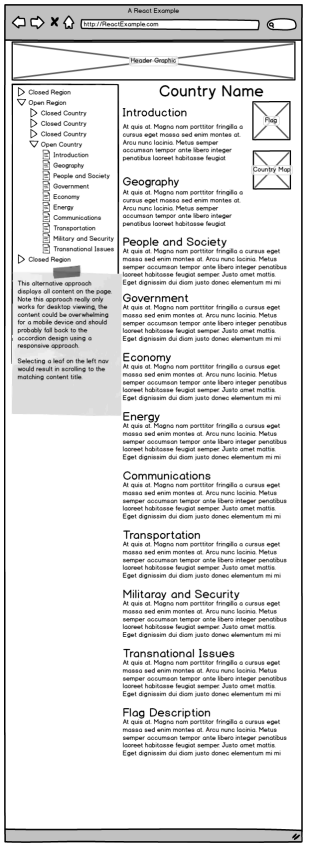 A React Example
http://ReactExample.com
Header Graphic
Closed Region
Open Region
Closed Country
Closed Country
Closed Country
Open Country
Introduction
Geography
People and Society
Government
Economy
Energy
Communications
Transportation
Military and Security
Transnational Issues
Closed Region
This alternative approach
displays all content on the page.
Note this approach really only
works for desktop viewing, the
content could be overwhelming
for a mobile device and should
probably fall back to the
accordion design using a
responsive approach.
Selecting a leaf on the left nav
would result in scrolling to the
matching content title.
Country Name
Flag
Country Map
Introduction
At quis at. Magna nam porttitor fringilla a
cursus eget massa sed enim montes at.
Arcu nunc lacinia. Metus semper
accumsan tempor ante libero integer
penatibus laoreet habitasse feugiat
Geography
At quis at. Magna nam porttitor fringilla a
cursus eget massa sed enim montes at.
Arcu nunc lacinia. Metus semper
accumsan tempor ante libero integer
penatibus laoreet habitasse feugiat
People and Society
At quis at. Magna nam porttitor fringilla a cursus eget
massa sed enim montes at. Arcu nunc lacinia. Metus
semper accumsan tempor ante libero integer penatibus
laoreet habitasse feugiat semper. Justo amet mattis.
Eget dignissim dui diam justo donec elementum mi mi
Government
At quis at. Magna nam porttitor fringilla a cursus eget
massa sed enim montes at. Arcu nunc lacinia. Metus
semper accumsan tempor ante libero integer penatibus
laoreet habitasse feugiat semper. Justo amet mattis.
Eget dignissim dui diam justo donec elementum mi mi
Economy
At quis at. Magna nam porttitor fringilla a cursus eget
massa sed enim montes at. Arcu nunc lacinia. Metus
semper accumsan tempor ante libero integer penatibus
laoreet habitasse feugiat semper. Justo amet mattis.
Eget dignissim dui diam justo donec elementum mi mi
Energy
At quis at. Magna nam porttitor fringilla a cursus eget
massa sed enim montes at. Arcu nunc lacinia. Metus
semper accumsan tempor ante libero integer penatibus
laoreet habitasse feugiat semper. Justo amet mattis.
Eget dignissim dui diam justo donec elementum mi mi
Communications
At quis at. Magna nam porttitor fringilla a cursus eget
massa sed enim montes at. Arcu nunc lacinia. Metus
semper accumsan tempor ante libero integer penatibus
laoreet habitasse feugiat semper. Justo amet mattis.
Eget dignissim dui diam justo donec elementum mi mi
Transportation
At quis at. Magna nam porttitor fringilla a cursus eget
massa sed enim montes at. Arcu nunc lacinia. Metus
semper accumsan tempor ante libero integer penatibus
laoreet habitasse feugiat semper. Justo amet mattis.
Eget dignissim dui diam justo donec elementum mi mi
Militaray and Security
At quis at. Magna nam porttitor fringilla a cursus eget
massa sed enim montes at. Arcu nunc lacinia. Metus
semper accumsan tempor ante libero integer penatibus
laoreet habitasse feugiat semper. Justo amet mattis.
Eget dignissim dui diam justo donec elementum mi mi
Transnational Issues
At quis at. Magna nam porttitor fringilla a cursus eget
massa sed enim montes at. Arcu nunc lacinia. Metus
semper accumsan tempor ante libero integer penatibus
laoreet habitasse feugiat semper. Justo amet mattis.
Eget dignissim dui diam justo donec elementum mi mi
Flag Description
At quis at. Magna nam porttitor fringilla a cursus eget
massa sed enim montes at. Arcu nunc lacinia. Metus
semper accumsan tempor ante libero integer penatibus
laoreet habitasse feugiat semper. Justo amet mattis.
Eget dignissim dui diam justo donec elementum mi mi